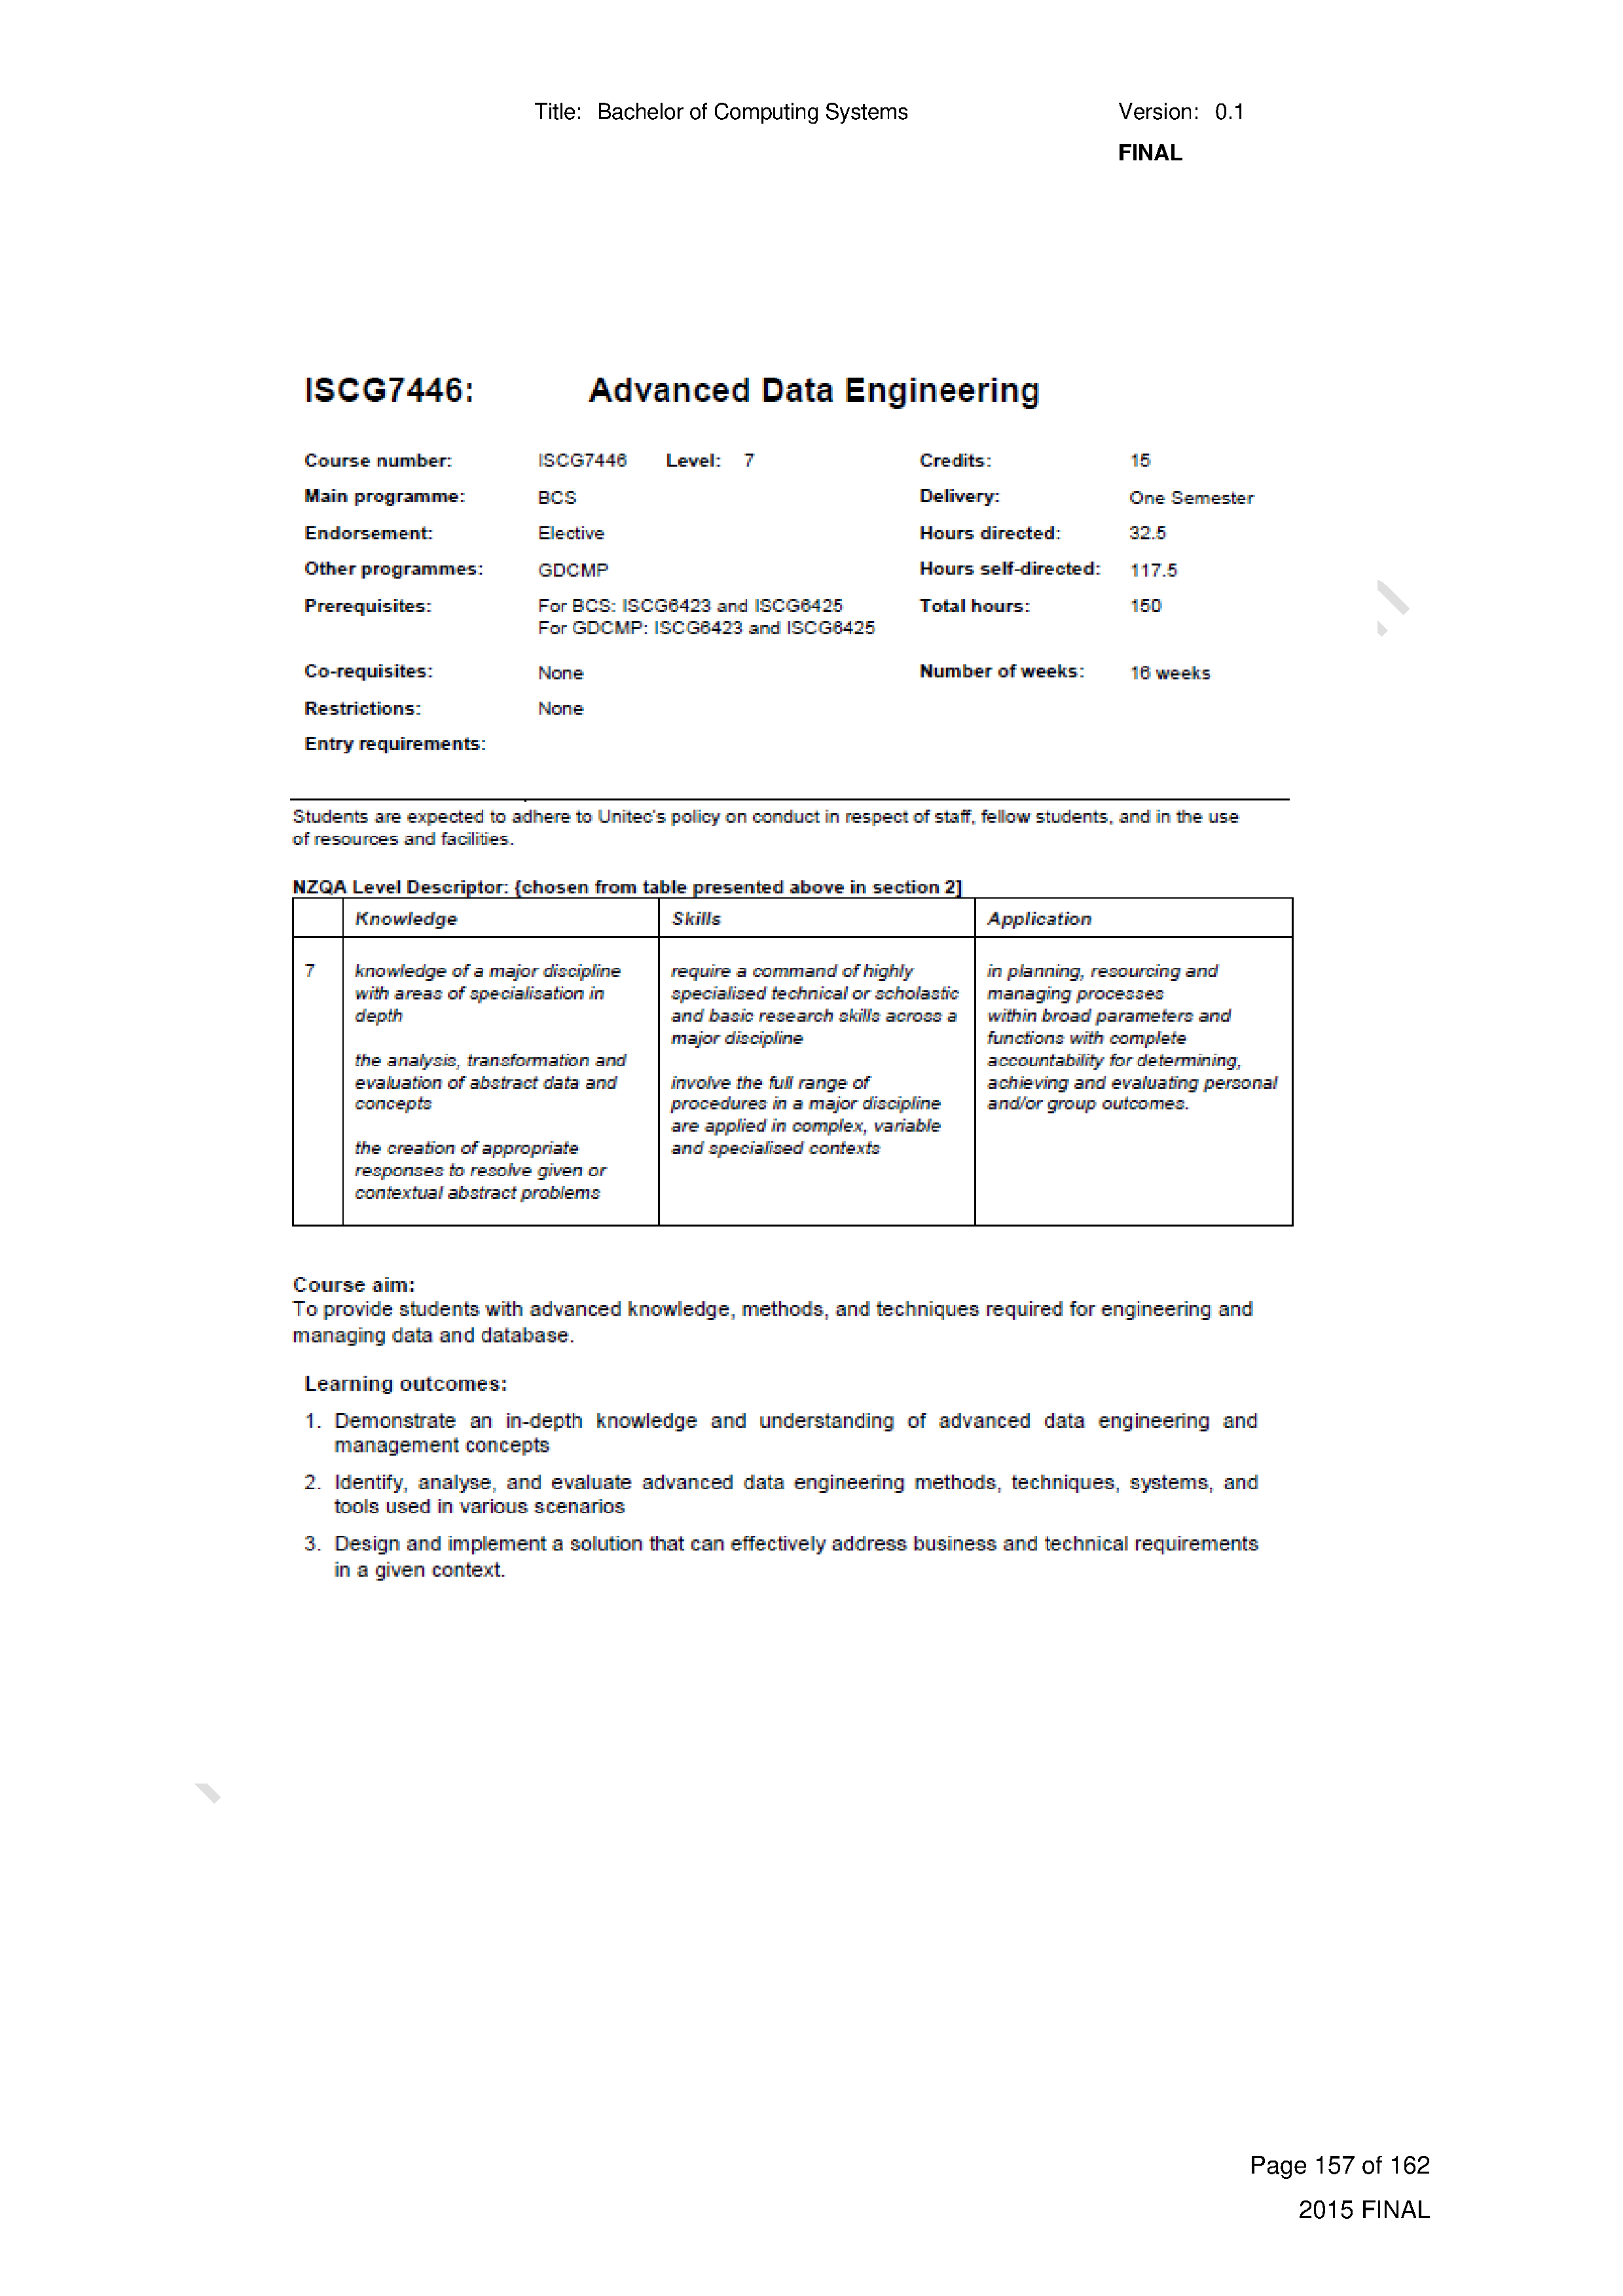 Title: Bachelor of Computing Systems Version: 0.1
FINAL
ISCG7446: Advanced Data Engineering
Course number: ISCG7446 Level: 7 Credits: 15
Main programme: BCS Delivery: One Semester
Endorsement: Elective Hours directed: 32.5
Other programmes: GDCMP Hours self-directed: 117.5
Prerequisites: For BCS: ISCG6423 and ISCG6425 Total hours: 150
For GDCMP: ISCG6423 and ISCG6425
Co-requisites: None Number of weeks: 16 weeks
Restrictions: None
Entry requirements:
Students are expected to adhere to Unitec's policy on conduct in respect of staff, fellow students, and in the use
of resources and facilities.
NZQA Level Descriptor: {chosen from table presented above in section 2]
Knowledge Skills Application
7
knowledge of a major discipline
with areas of specialisation in
depth
the analysis, transformation and
evaluation of abstract data and
concepts
the creation of appropriate
responses to resolve given or
contextual abstract problems
require a command of highly
specialised technical or scholastic
and basic research skills across a
major discipline
involve the full range of
procedures in a major discipline
are applied in complex, variable
and specialised contexts
in planning, resourcing and
managing processes
within broad parameters and
functions with complete
accountability for determining,
achieving and evaluating personal
and/or group outcomes.
Course aim:
To provide students with advanced knowledge, methods, and techniques required for engineering and
managing data and database.
Learning outcomes:
1. Demonstrate an in-depth knowledge and understanding of advanced data engineering and
management concepts
2. Identify, analyse, and evaluate advanced data engineering methods, techniques, systems, and
tools used in various scenarios
3. Design and implement a solution that can effectively address business and technical requirements
in a given context.
Page 157 of 162
2015 FINAL